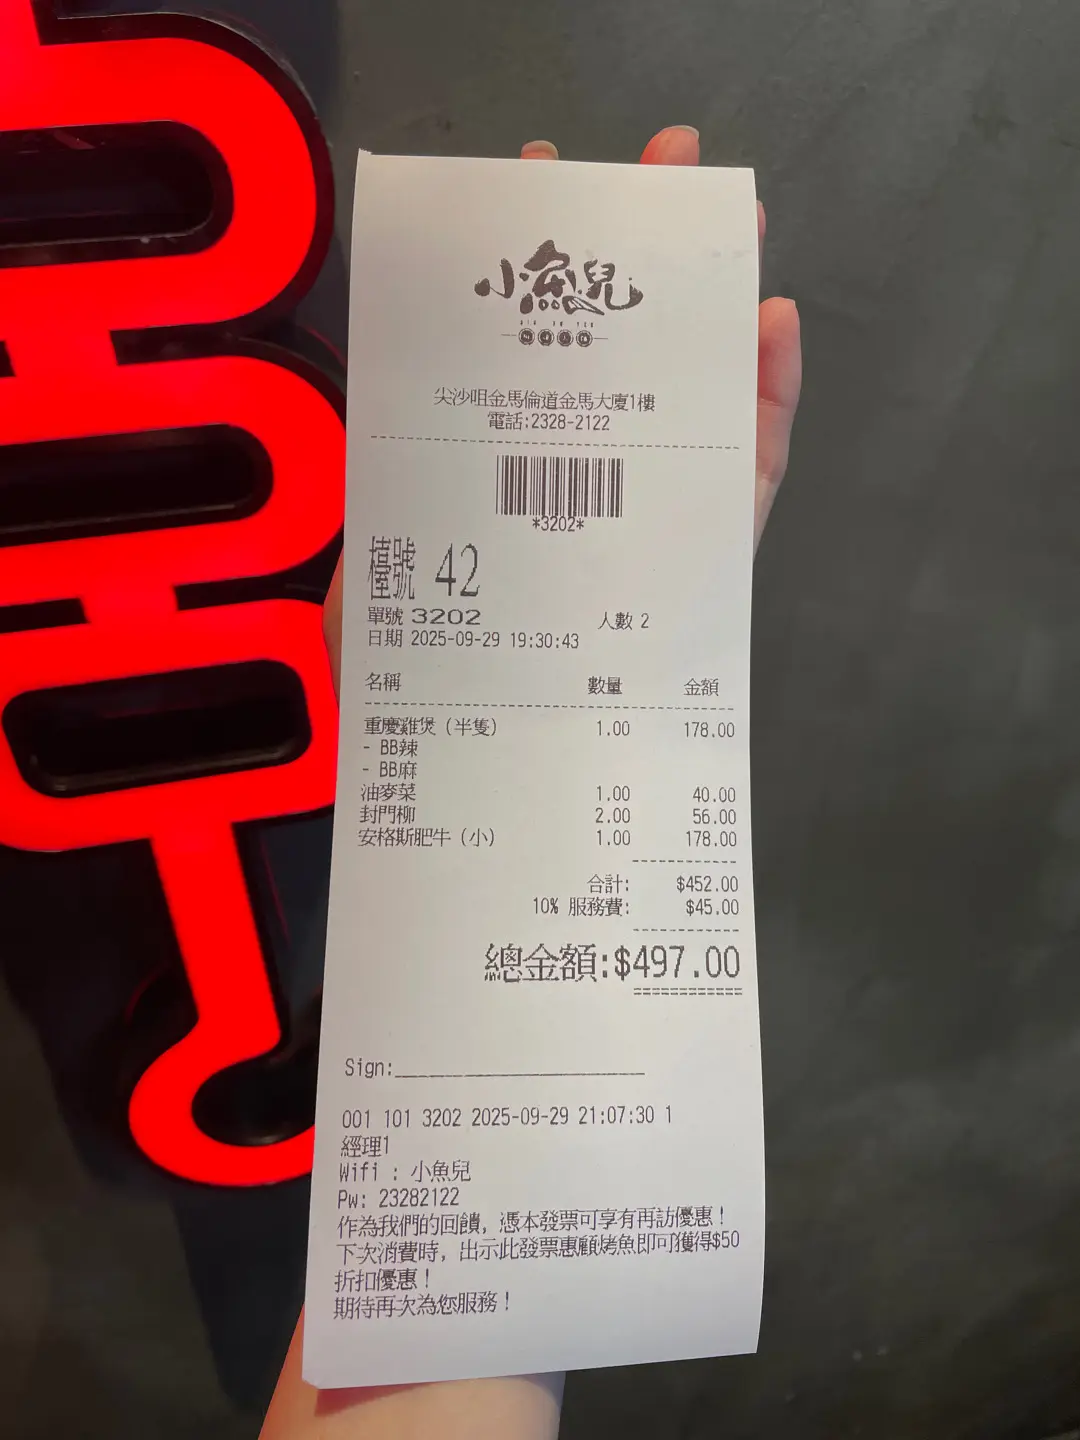 小魚兒
尖沙咀金馬倫道金馬大廈1樓
電話:2328-2122
*3202*
檯號 42
單號 3202 人數 2
日期 2025-09-29 19:30:43
名稱 數量 金額
重慶雞煲（半隻） 1.00 178.00
- BB辣
- BB麻
油麥菜 1.00 40.00
封門柳 2.00 56.00
安格斯肥牛（小） 1.00 178.00
合計: $452.00
10% 服務費: $45.00
總金額:$497.00
Sign:
001 101 3202 2025-09-29 21:07:30 1
經理1
Wifi : 小魚兒
Pw: 23282122
作為我們的回饋，憑本發票可享有再訪優惠！
下次消費時，出示此發票惠顧烤魚即可獲得$50
折扣優惠！
期待再次為您服務！